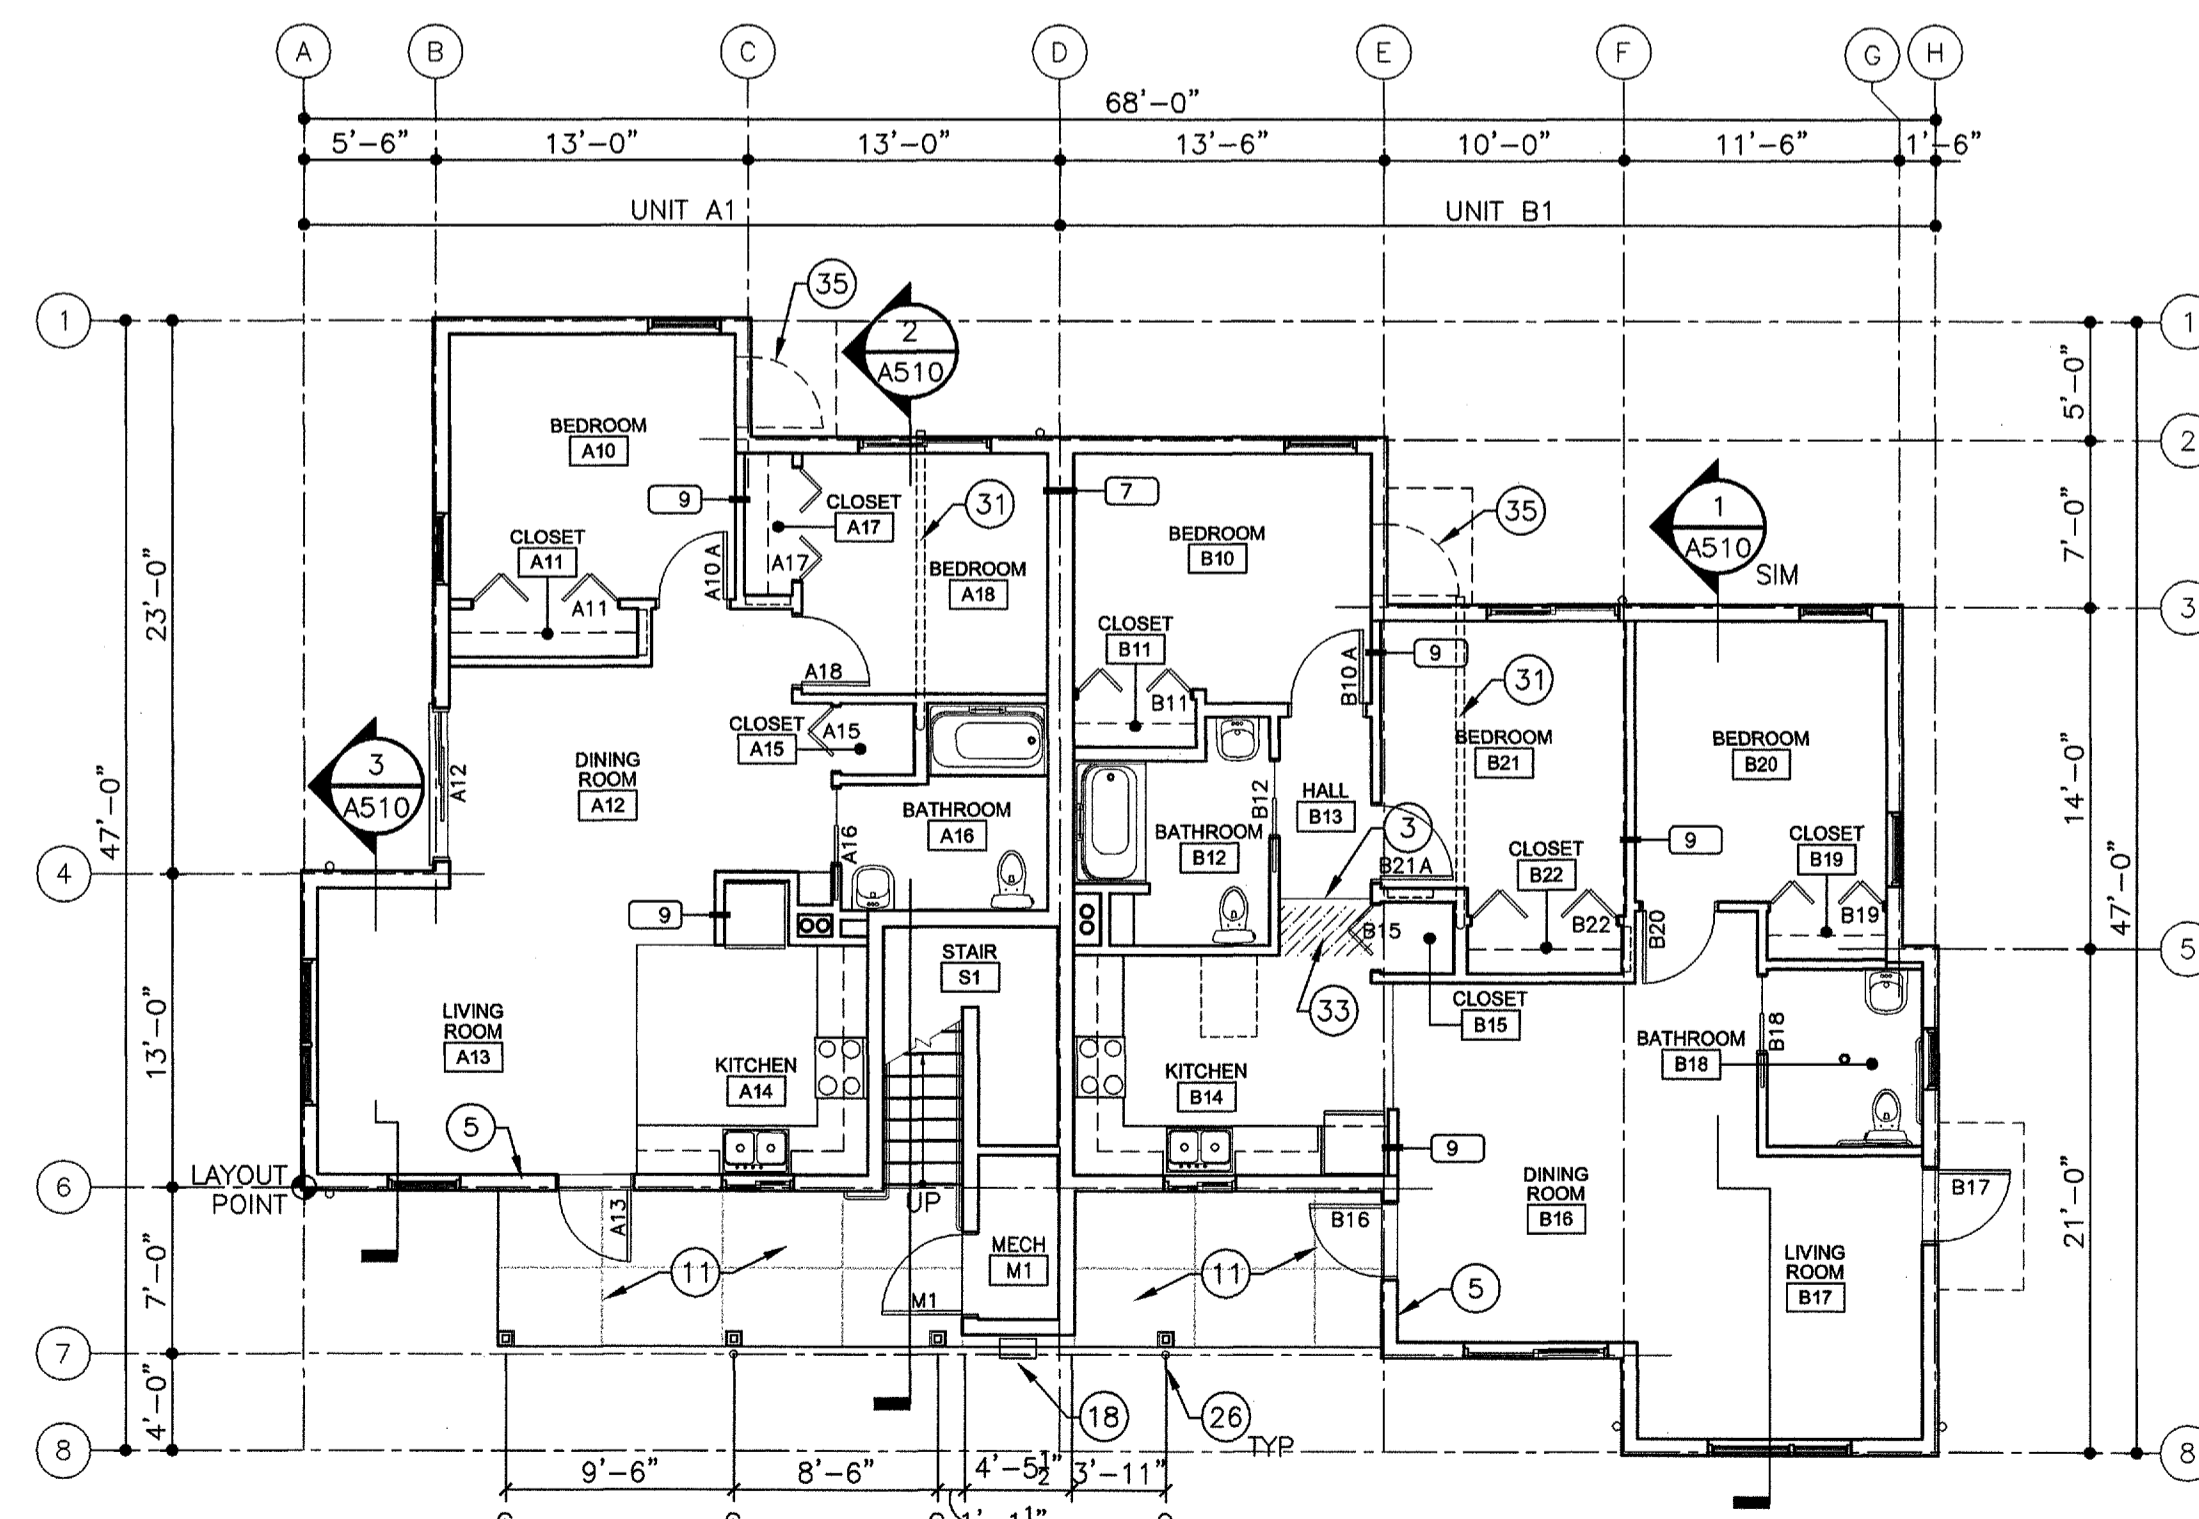 A B C D E F G H
68'-0"
5'-6" 13'-0" 13'-0" 13'-6" 10'-0" 11'-6" 1'-6"
UNIT A1 UNIT B1
35
1 1
2
A510
5'-0"
BEDROOM
A10
2
9
CLOSET
A17
31
7
35
1
A510
SIM
7'-0"
BEDROOM
B10
CLOSET
A11
A10A
A17
BEDROOM
A18
23'-0"
A11
3
CLOSET
B11
9
31
A18
B10A
B11
CLOSET
A15
A15
BEDROOM
B21
BEDROOM
B20
3
A510
A12
DINING
ROOM
A12
47'-0"
BATHROOM
A16
A16
BATHROOM
B12
B12
HALL
B13
3
B21A
14'-0"
9
CLOSET
B22
CLOSET
B19
4
9
B15
B22
B20
B19
47'-0"
STAIR
S1
5
33
CLOSET
B15
13'-0"
LIVING
ROOM
A13
KITCHEN
A14
KITCHEN
B14
BATHROOM
B18
B18
5
9
LAYOUT
POINT
6
UP
A13
DINING
ROOM
B16
B16
B17
21'-0"
11
MECH
M1
M1
11
5
LIVING
ROOM
B17
7'-0"
7
4'-0"
18
26
TYP
8 8
9'-6" 8'-6" 4'-5½" 3'-11"